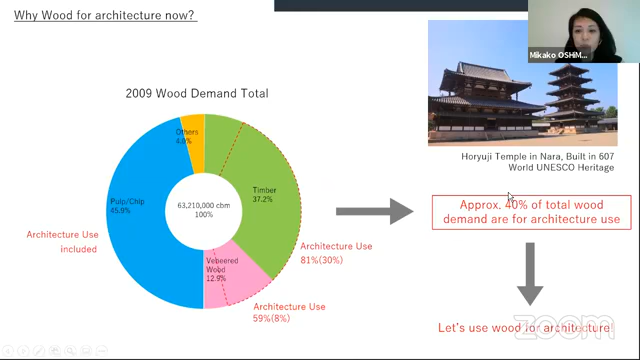 Why Wood for architecture now?
Mikako OSHM...
2009 Wood Demand Total
Others
4.0%
Timber
37.2%
Pulp/Chip
45.9%
63,210,000 cbm
100%
Veneered
Wood
12.9%
Architecture Use
included
Architecture Use
81%(30%)
Architecture Use
59%(8%)
Horyuji Temple in Nara, Built in 607
World UNESCO Heritage
Approx. 40% of total wood
demand are for architecture use
Let's use wood for architecture!
zoom